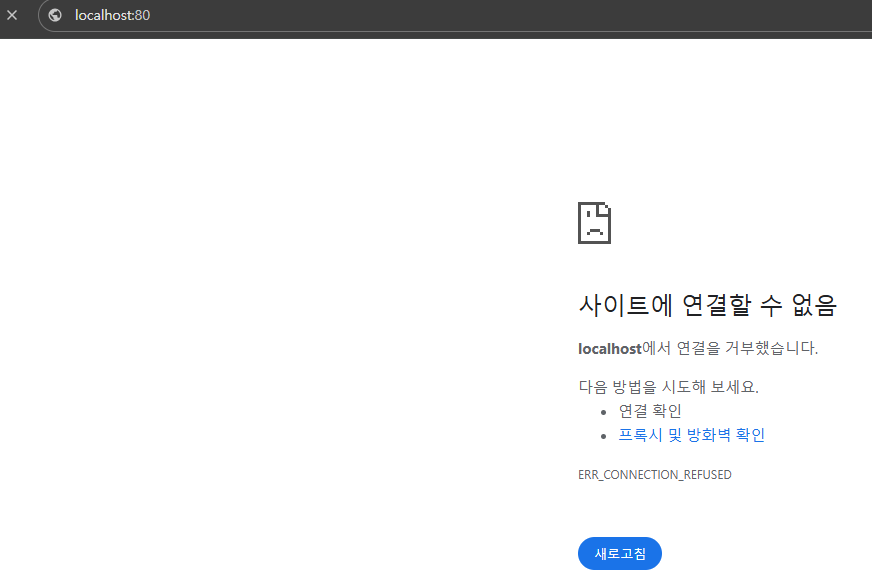 localhost:80
사이트에 연결할 수 없음
localhost에서 연결을 거부했습니다.
다음 방법을 시도해 보세요.
• 연결 확인
• 프록시 및 방화벽 확인
ERR_CONNECTION_REFUSED
새로고침